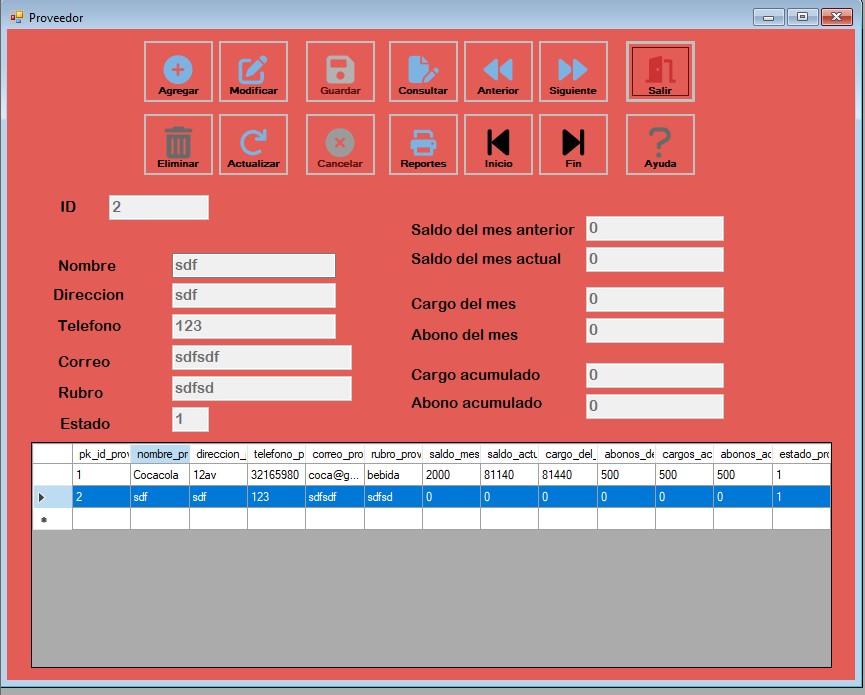 Proveedor
Agregar Modificar Guardar Consultar Anterior Siguiente Salir
Eliminar Actualizar Cancelar Reportes Inicio Fin Ayuda
ID 2
Saldo del mes anterior 0
Saldo del mes actual 0
Nombre sdf
Direccion sdf
Cargo del mes 0
Telefono 123
Abono del mes 0
Correo sdfsdf
Cargo acumulado 0
Rubro sdfsd
Abono acumulado 0
Estado 1
pk_id_prov nombre_pr direccion_ telefono_p correo_pro rubro_prov saldo_mes saldo_actu cargo_del_ abonos_de cargos_ac abonos_ac estado_pro
1 Cocacola 12av 32165980 coca@g... bebida 2000 81140 81440 500 500 500 1
2 sdf sdf 123 sdfsdf sdfsd 0 0 0 0 0 0 1